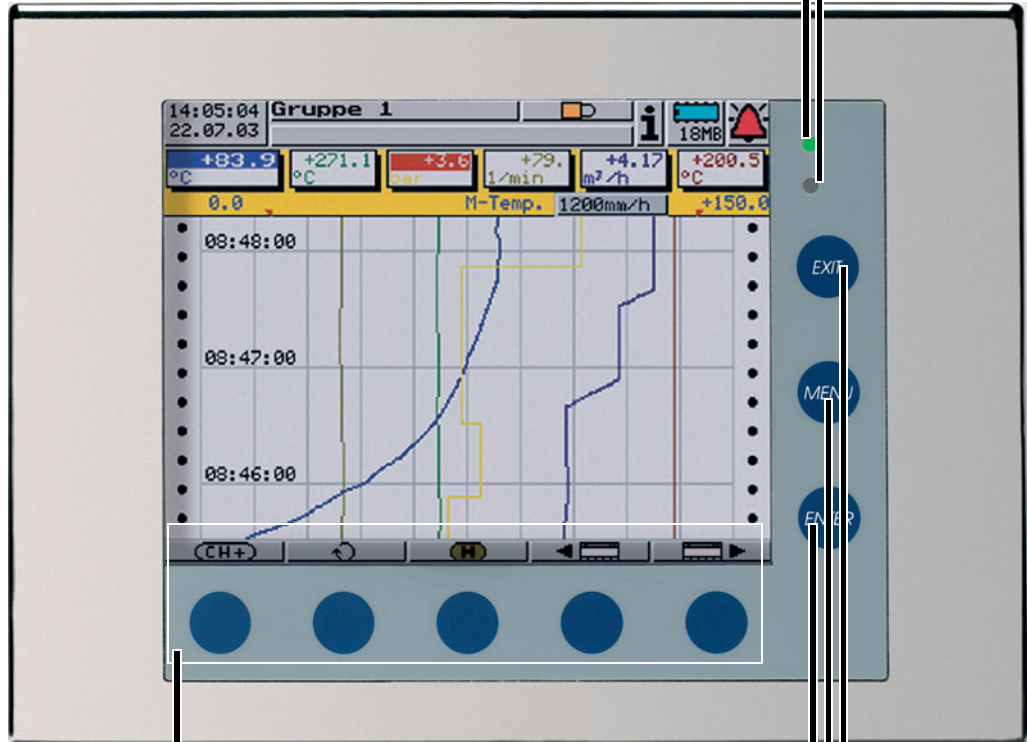 14:05:04 Gruppe 1
22.07.03 i 18MB
+83.9 +271.1 +3.6 +79. +4.17 +200.5
°C °C bar l/min m³/h °C
0.0 M-Temp. 1200mm/h +150.0
08:48:00
EXIT
08:47:00
MENU
08:46:00
ENTER
(CH+) H